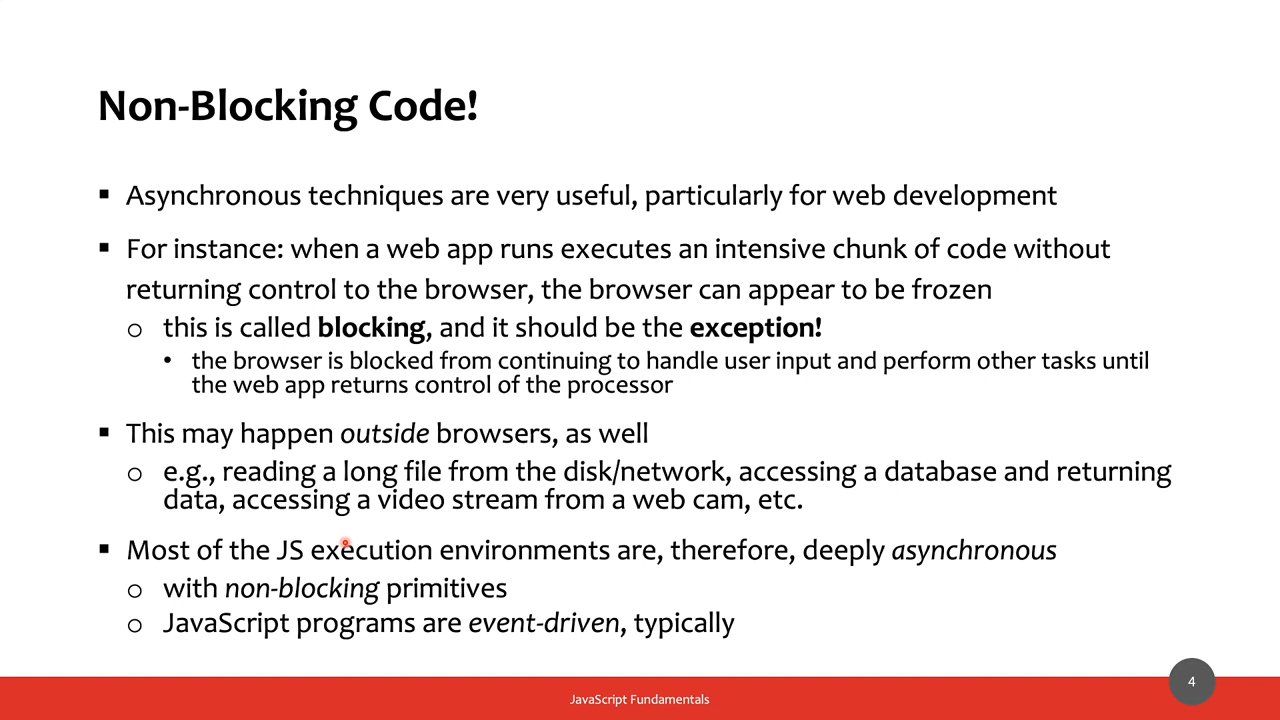 Non-Blocking Code!
▪ Asynchronous techniques are very useful, particularly for web development
▪ For instance: when a web app runs executes an intensive chunk of code without
returning control to the browser, the browser can appear to be frozen
o this is called blocking, and it should be the exception!
• the browser is blocked from continuing to handle user input and perform other tasks until
the web app returns control of the processor
▪ This may happen outside browsers, as well
o e.g., reading a long file from the disk/network, accessing a database and returning
data, accessing a video stream from a web cam, etc.
▪ Most of the JS execution environments are, therefore, deeply asynchronous
o with non-blocking primitives
o JavaScript programs are event-driven, typically
4
JavaScript Fundamentals